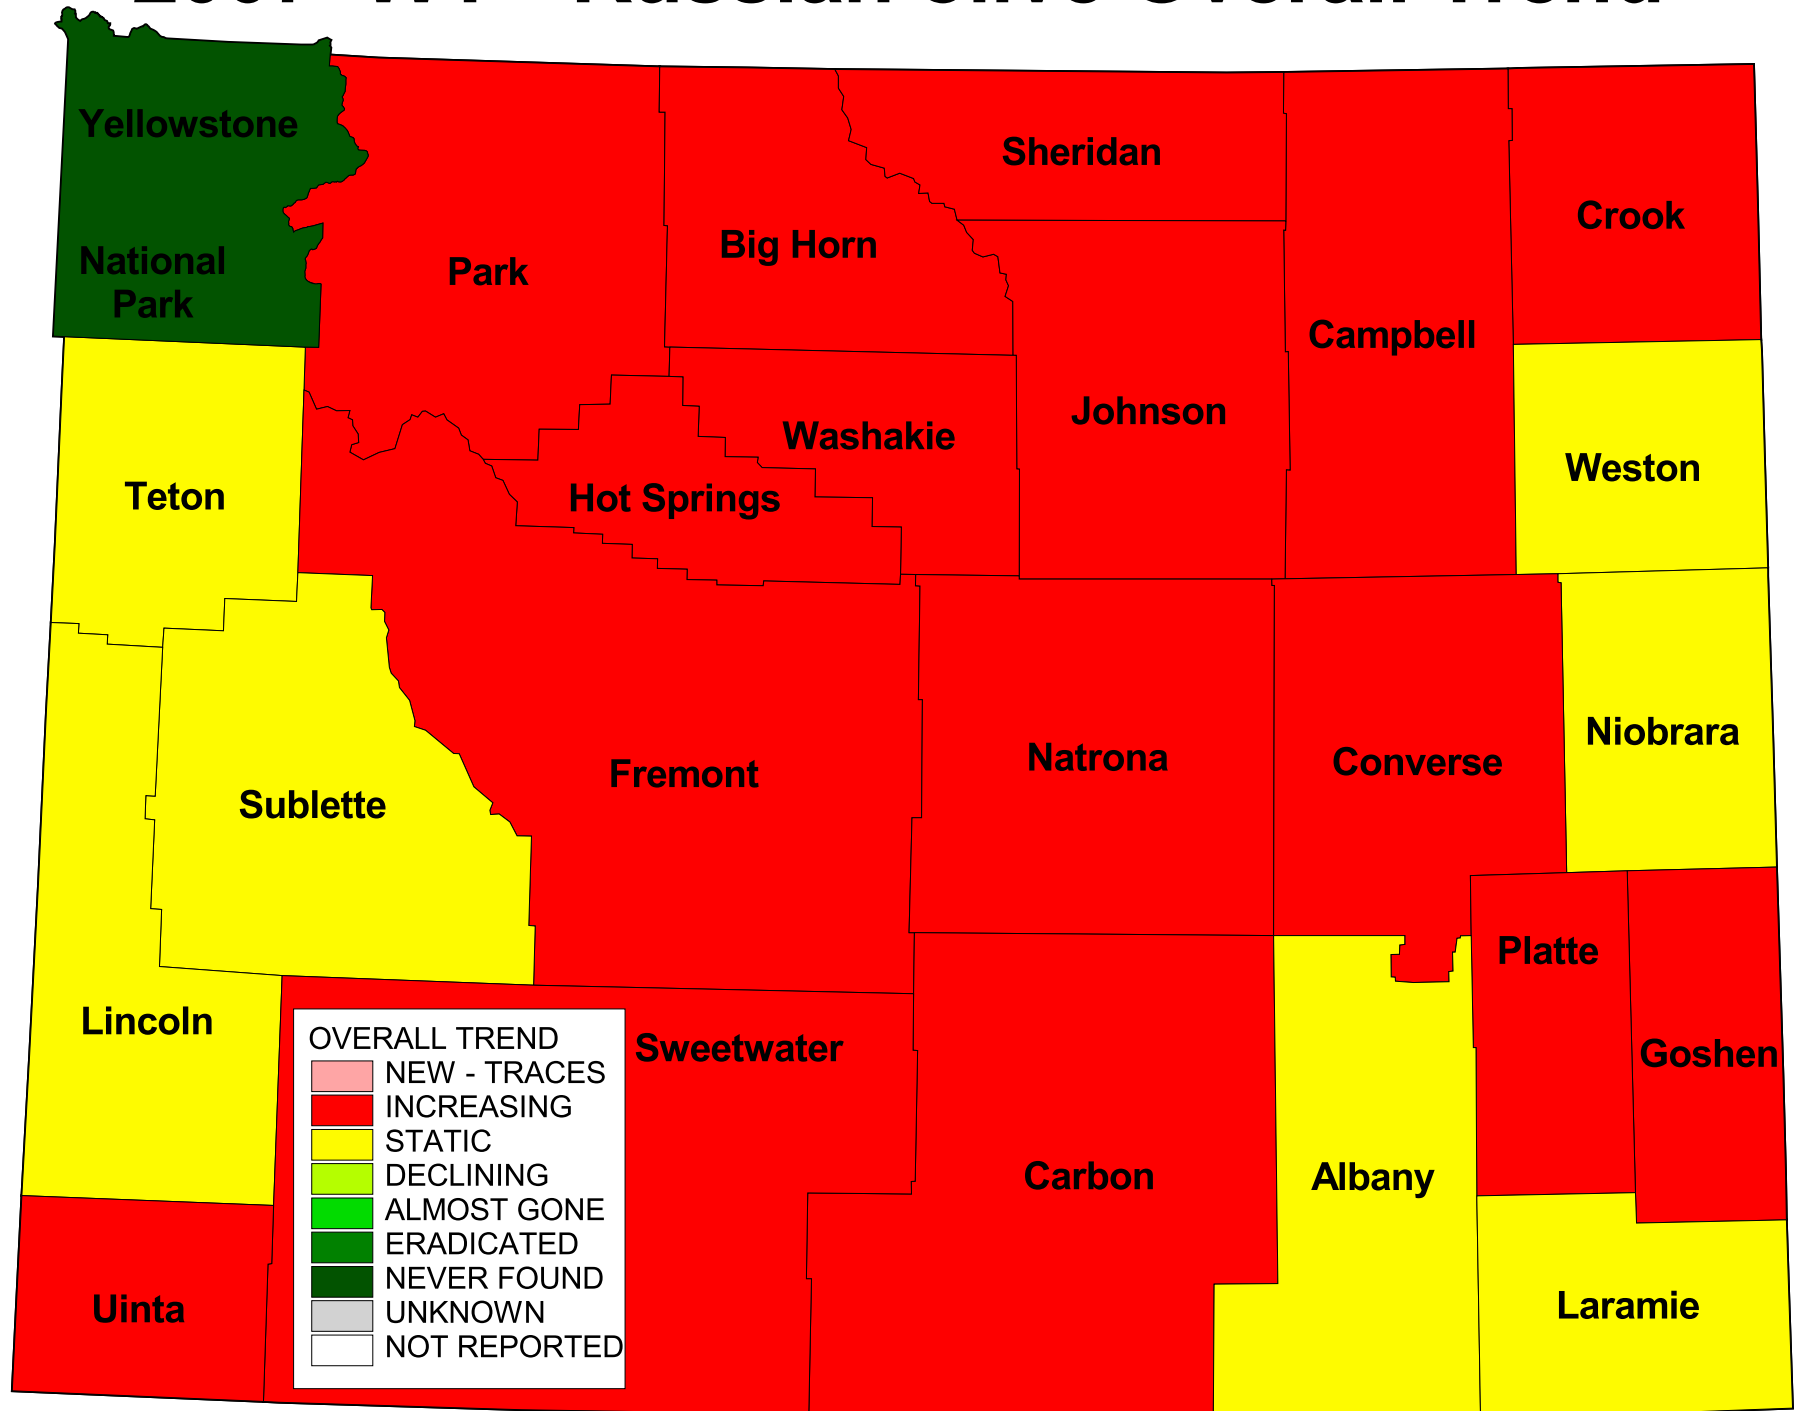 Yellowstone
National
Park
Park
Big Horn
Sheridan
Crook
Campbell
Johnson
Washakie
Hot Springs
Weston
Teton
Niobrara
Natrona
Converse
Fremont
Sublette
Platte
Lincoln
Sweetwater
Goshen
Carbon
Albany
Uinta
Laramie
OVERALL TREND
NEW - TRACES
INCREASING
STATIC
DECLINING
ALMOST GONE
ERADICATED
NEVER FOUND
UNKNOWN
NOT REPORTED